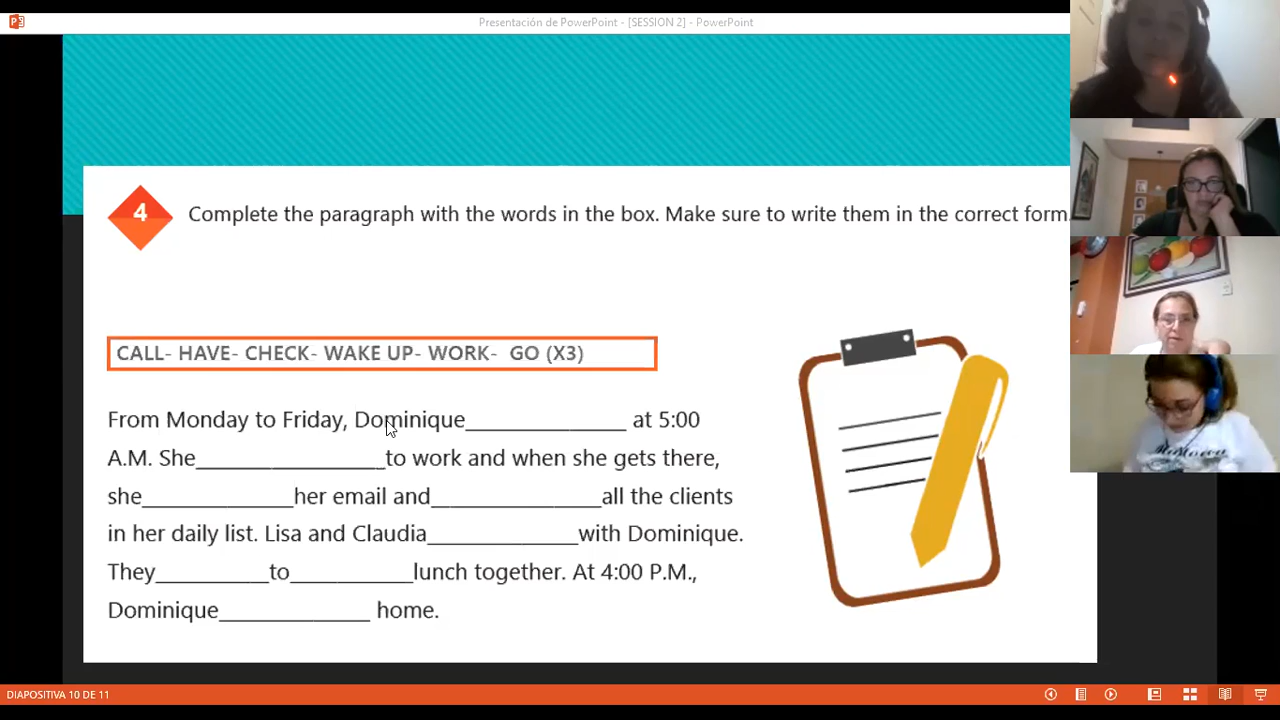 Presentación de PowerPoint - [SESSION 2] - PowerPoint
4
Complete the paragraph with the words in the box. Make sure to write them in the correct form.
CALL- HAVE- CHECK- WAKE UP- WORK- GO (X3)
From Monday to Friday, Dominique_______________ at 5:00
A.M. She__________________to work and when she gets there,
she______________her email and________________all the clients
in her daily list. Lisa and Claudia______________with Dominique.
They__________to___________lunch together. At 4:00 P.M.,
Dominique______________ home.
DIAPOSITIVA 10 DE 11